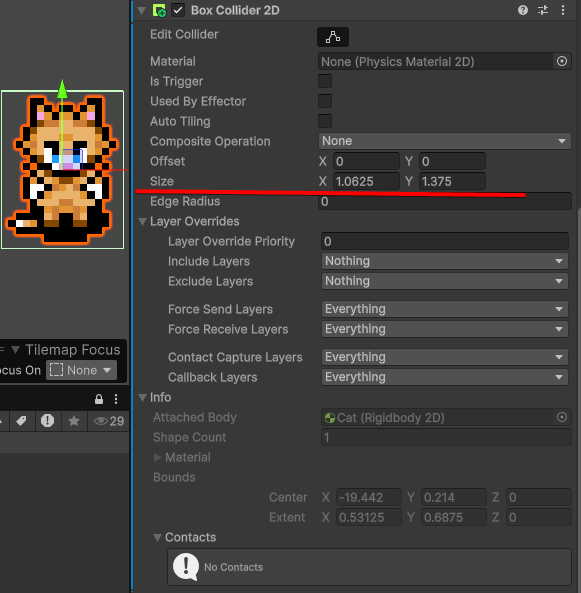 Box Collider 2D
Edit Collider
Material None (Physics Material 2D)
Is Trigger
Used By Effector
Auto Tiling
Composite Operation None
Offset X 0 Y 0
Size X 1.0625 Y 1.375
Edge Radius 0
Layer Overrides
Layer Override Priority 0
Include Layers Nothing
Exclude Layers Nothing
Force Send Layers Everything
Force Receive Layers Everything
Contact Capture Layers Everything
Callback Layers Everything
Info
Attached Body Cat (Rigidbody 2D)
Shape Count 1
Material
Bounds
Center X -19.442 Y 0.214 Z 0
Extent X 0.53125 Y 0.6875 Z 0
Contacts
No Contacts
Tilemap Focus
ocus On None
29